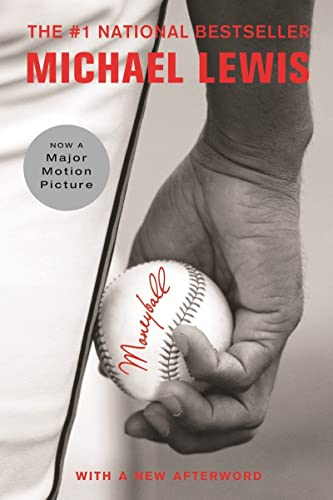 THE #1 NATIONAL BESTSELLER
MICHAEL LEWIS
NOW A
Major
Motion
Picture
Moneyball
WITH A NEW AFTERWORD